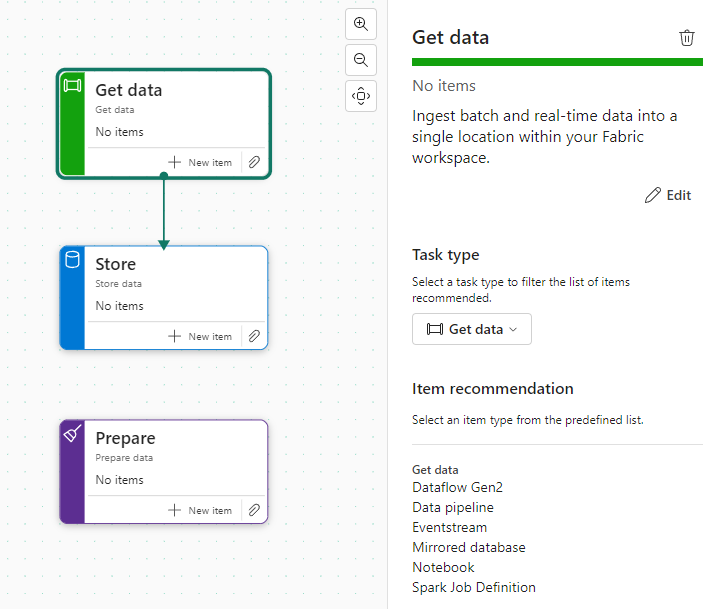 Get data
Get data
No items
New item
Store
Store data
No items
New item
Prepare
Prepare data
No items
New item
Get data
No items
Ingest batch and real-time data into a
single location within your Fabric
workspace.
Edit
Task type
Select a task type to filter the list of items
recommended.
Get data
Item recommendation
Select an item type from the predefined list.
Get data
Dataflow Gen2
Data pipeline
Eventstream
Mirrored database
Notebook
Spark Job Definition